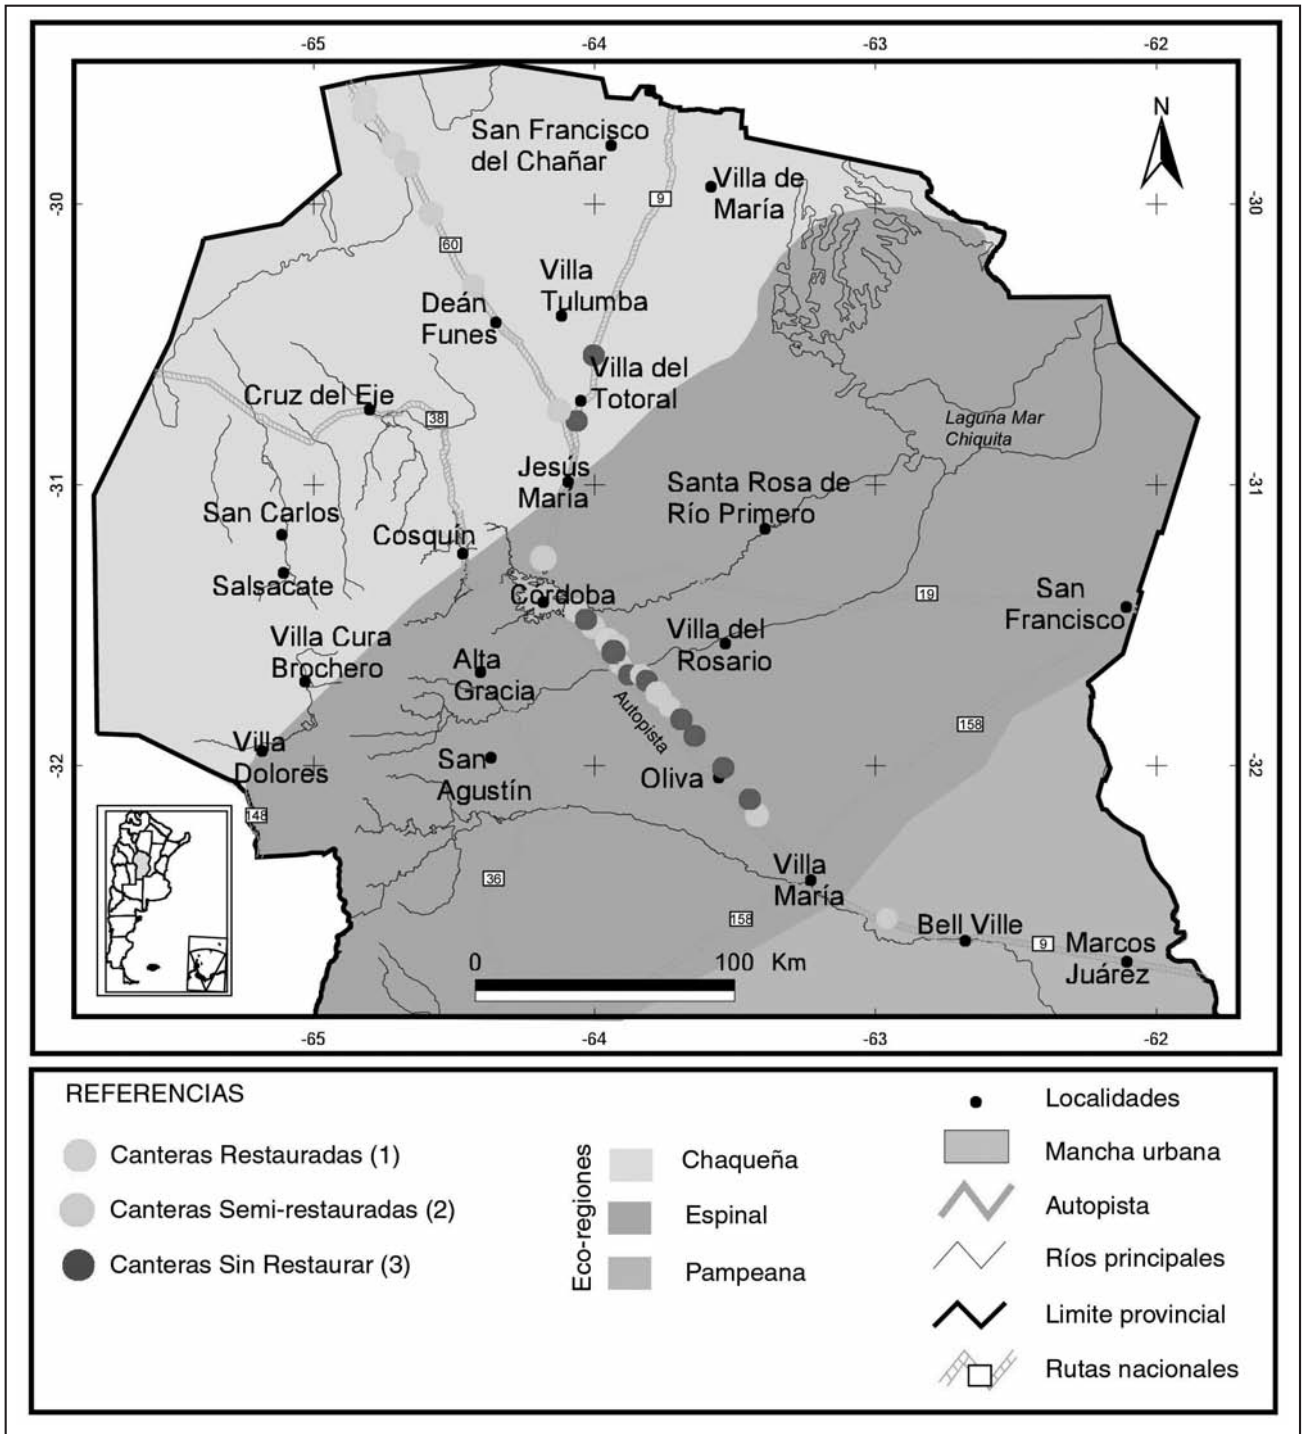 -65
-64
-63
-62
N
San Francisco
del Chañar
Villa de
María
-30
-30
9
60
Villa
Tulumba
Deán
Funes
Villa del
Totoral
Cruz del Eje
38
Laguna Mar
Chiquita
Jesús
María
-31
-31
Santa Rosa de
Río Primero
San Carlos
Cosquín
Salsacate
Córdoba
19
San
Francisco
Villa Cura
Brochero
Villa del
Rosario
Alta
Gracia
Autopista
158
Villa
Dolores
-32
-32
San
Agustín
Oliva
148
Villa
María
36
158
Bell Ville
9
Marcos
Juárez
0
100 Km
-65
-64
-63
-62
REFERENCIAS
Canteras Restauradas (1)
Canteras Semi-restauradas (2)
Canteras Sin Restaurar (3)
Eco-regiones
Chaqueña
Espinal
Pampeana
Localidades
Mancha urbana
Autopista
Ríos principales
Limite provincial
Rutas nacionales